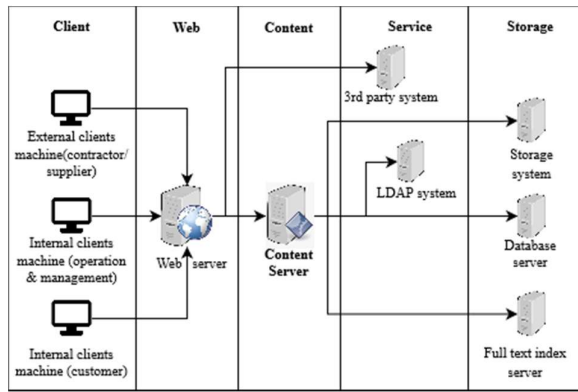 Client
Web
Content
Service
Storage
External clients
machine(contractor/
supplier)
Internal clients
machine (operation
& management)
Internal clients
machine (customer)
Web server
Content
Server
3rd party system
LDAP system
Storage
system
Database
server
Full text index
server